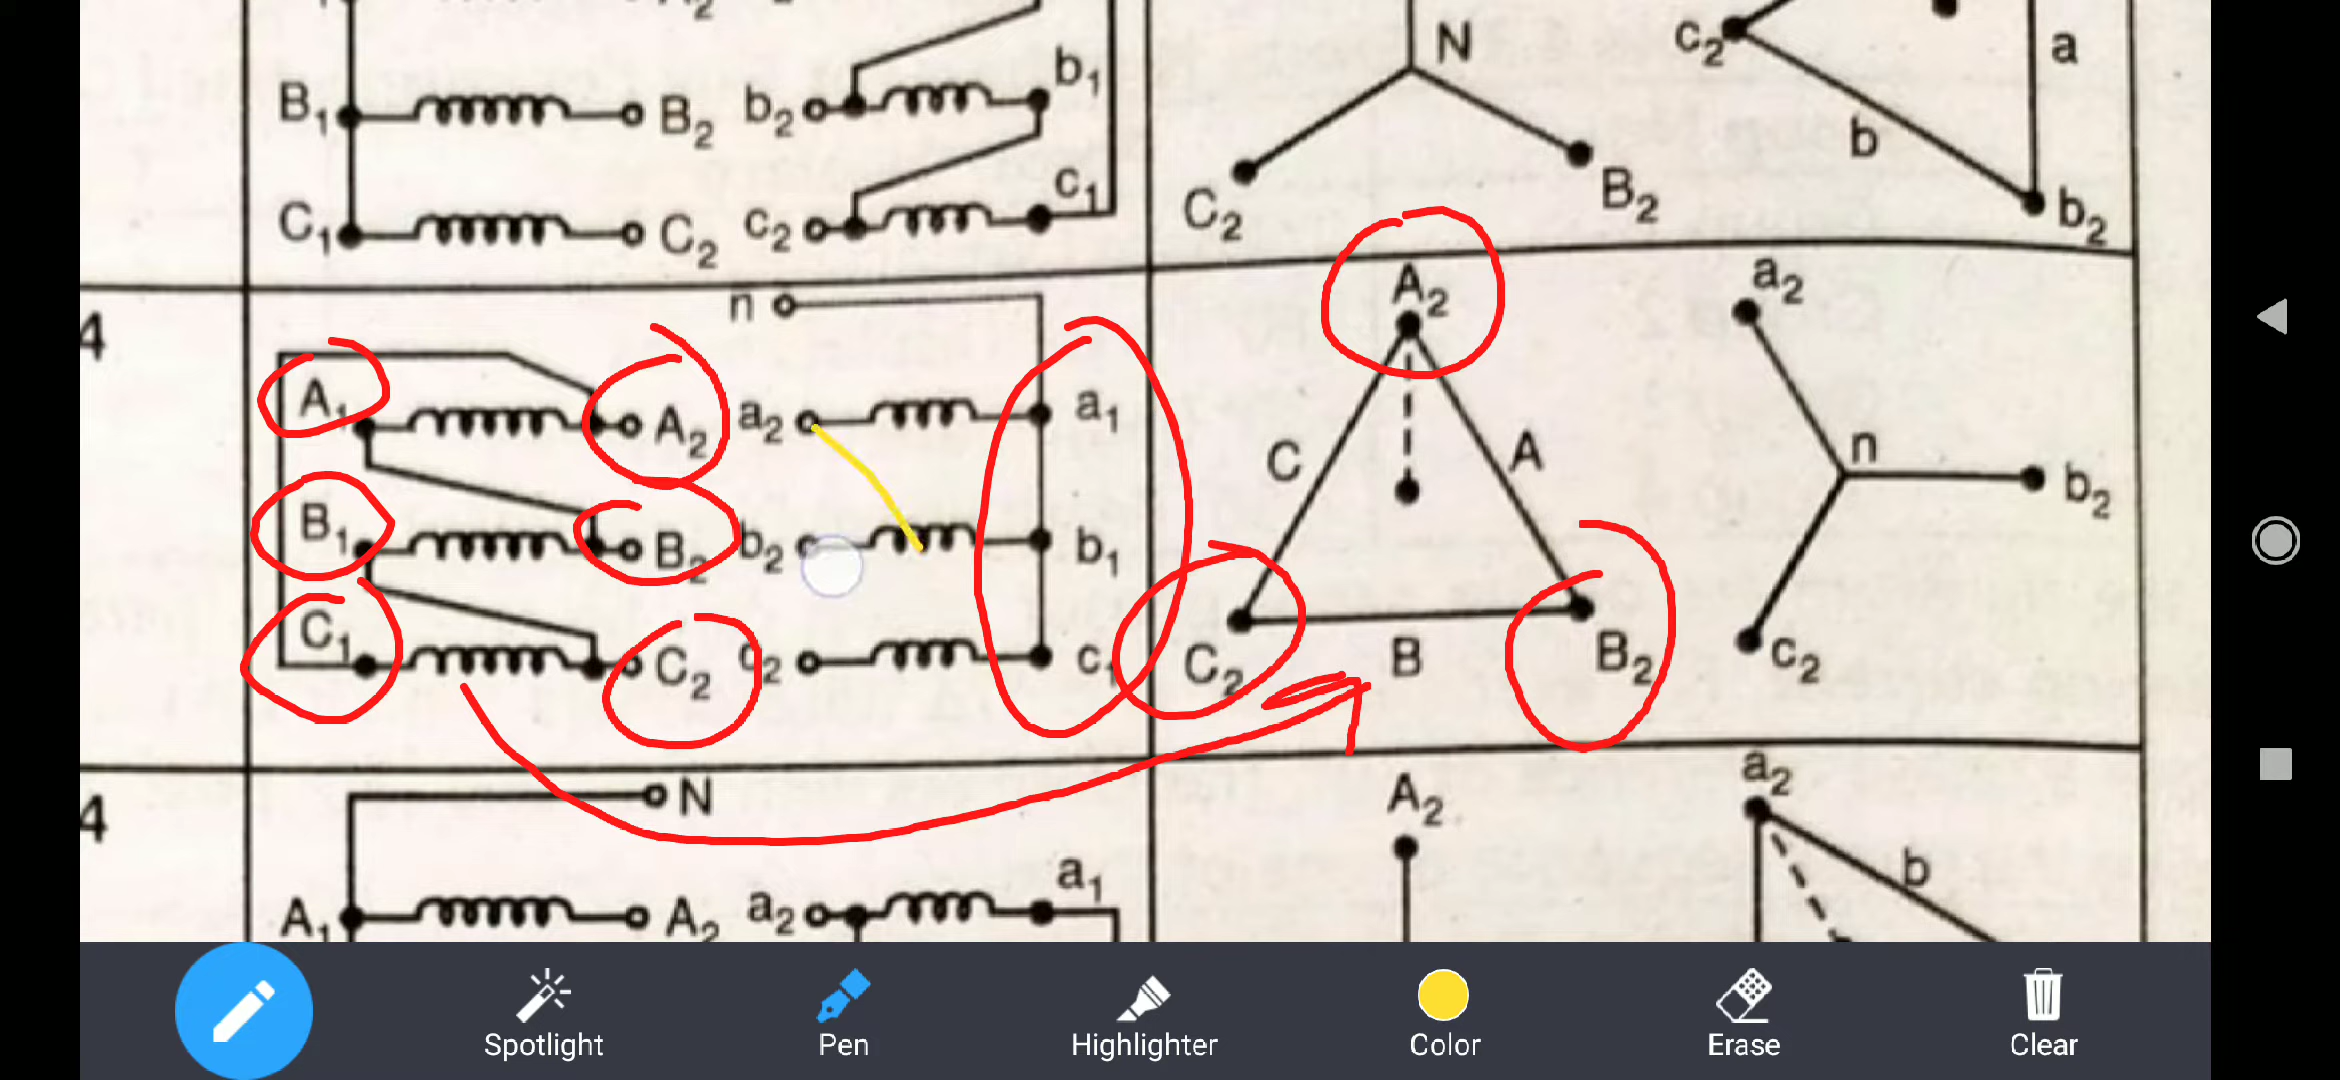 A2
B1 B2 b2 b1
C1 C2 c2 c1
N
C2 B2
c2 a
b
b2
4
n
A1 A2 a2 a1
B1 B2 b2 b1
C1 C2 c2 c1
A2
C A
C2 B B2
a2
n b2
c2
4
N
A1 A2 a2 a1
A2
a2
b
Spotlight Pen Highlighter Color Erase Clear